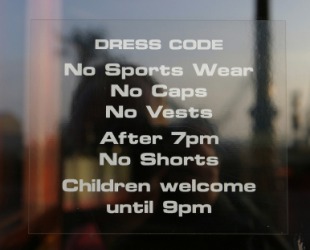 DRESS CODE
No Sports Wear
No Caps
No Vests
After 7pm
No Shorts
Children welcome
until 9pm